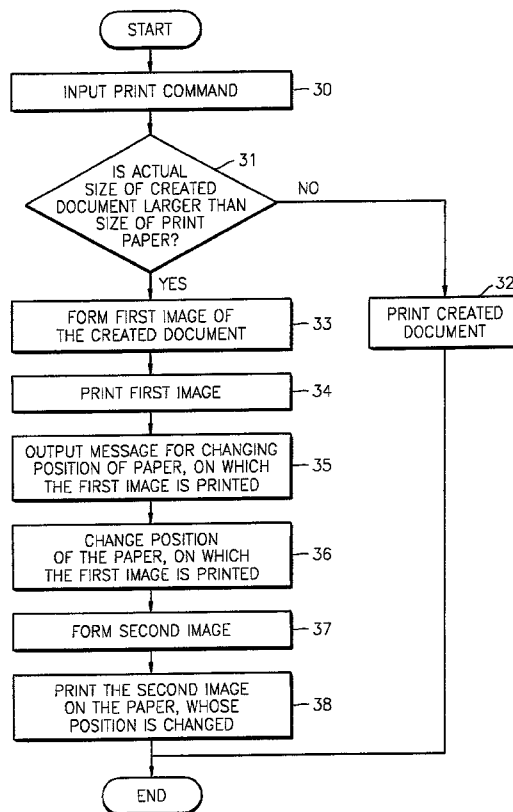 START
INPUT PRINT COMMAND
30
31
IS ACTUAL
SIZE OF CREATED
DOCUMENT LARGER THAN
SIZE OF PRINT
PAPER?
NO
YES
32
PRINT CREATED
DOCUMENT
FORM FIRST IMAGE OF
THE CREATED DOCUMENT
33
PRINT FIRST IMAGE
34
OUTPUT MESSAGE FOR CHANGING
POSITION OF PAPER, ON WHICH
THE FIRST IMAGE IS PRINTED
35
CHANGE POSITION
OF THE PAPER, ON WHICH
THE FIRST IMAGE IS PRINTED
36
FORM SECOND IMAGE
37
PRINT THE SECOND IMAGE
ON THE PAPER, WHOSE
POSITION IS CHANGED
38
END